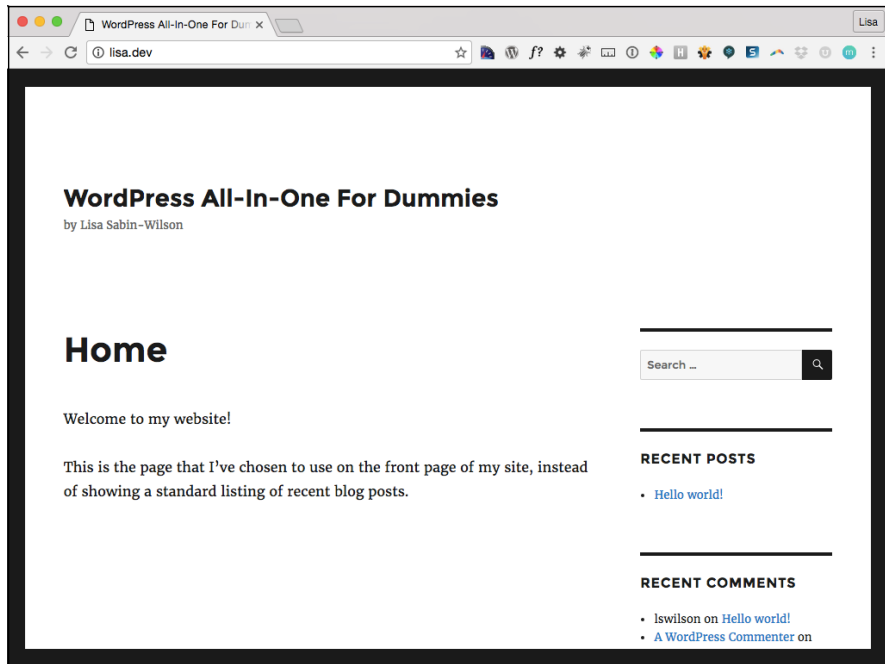 WordPress All-In-One For Dum
Lisa
lisa.dev
f?
WordPress All-In-One For Dummies
by Lisa Sabin-Wilson
Home
Welcome to my website!
This is the page that I’ve chosen to use on the front page of my site, instead
of showing a standard listing of recent blog posts.
Search …
RECENT POSTS
• Hello world!
RECENT COMMENTS
• lswilson on Hello world!
• A WordPress Commenter on